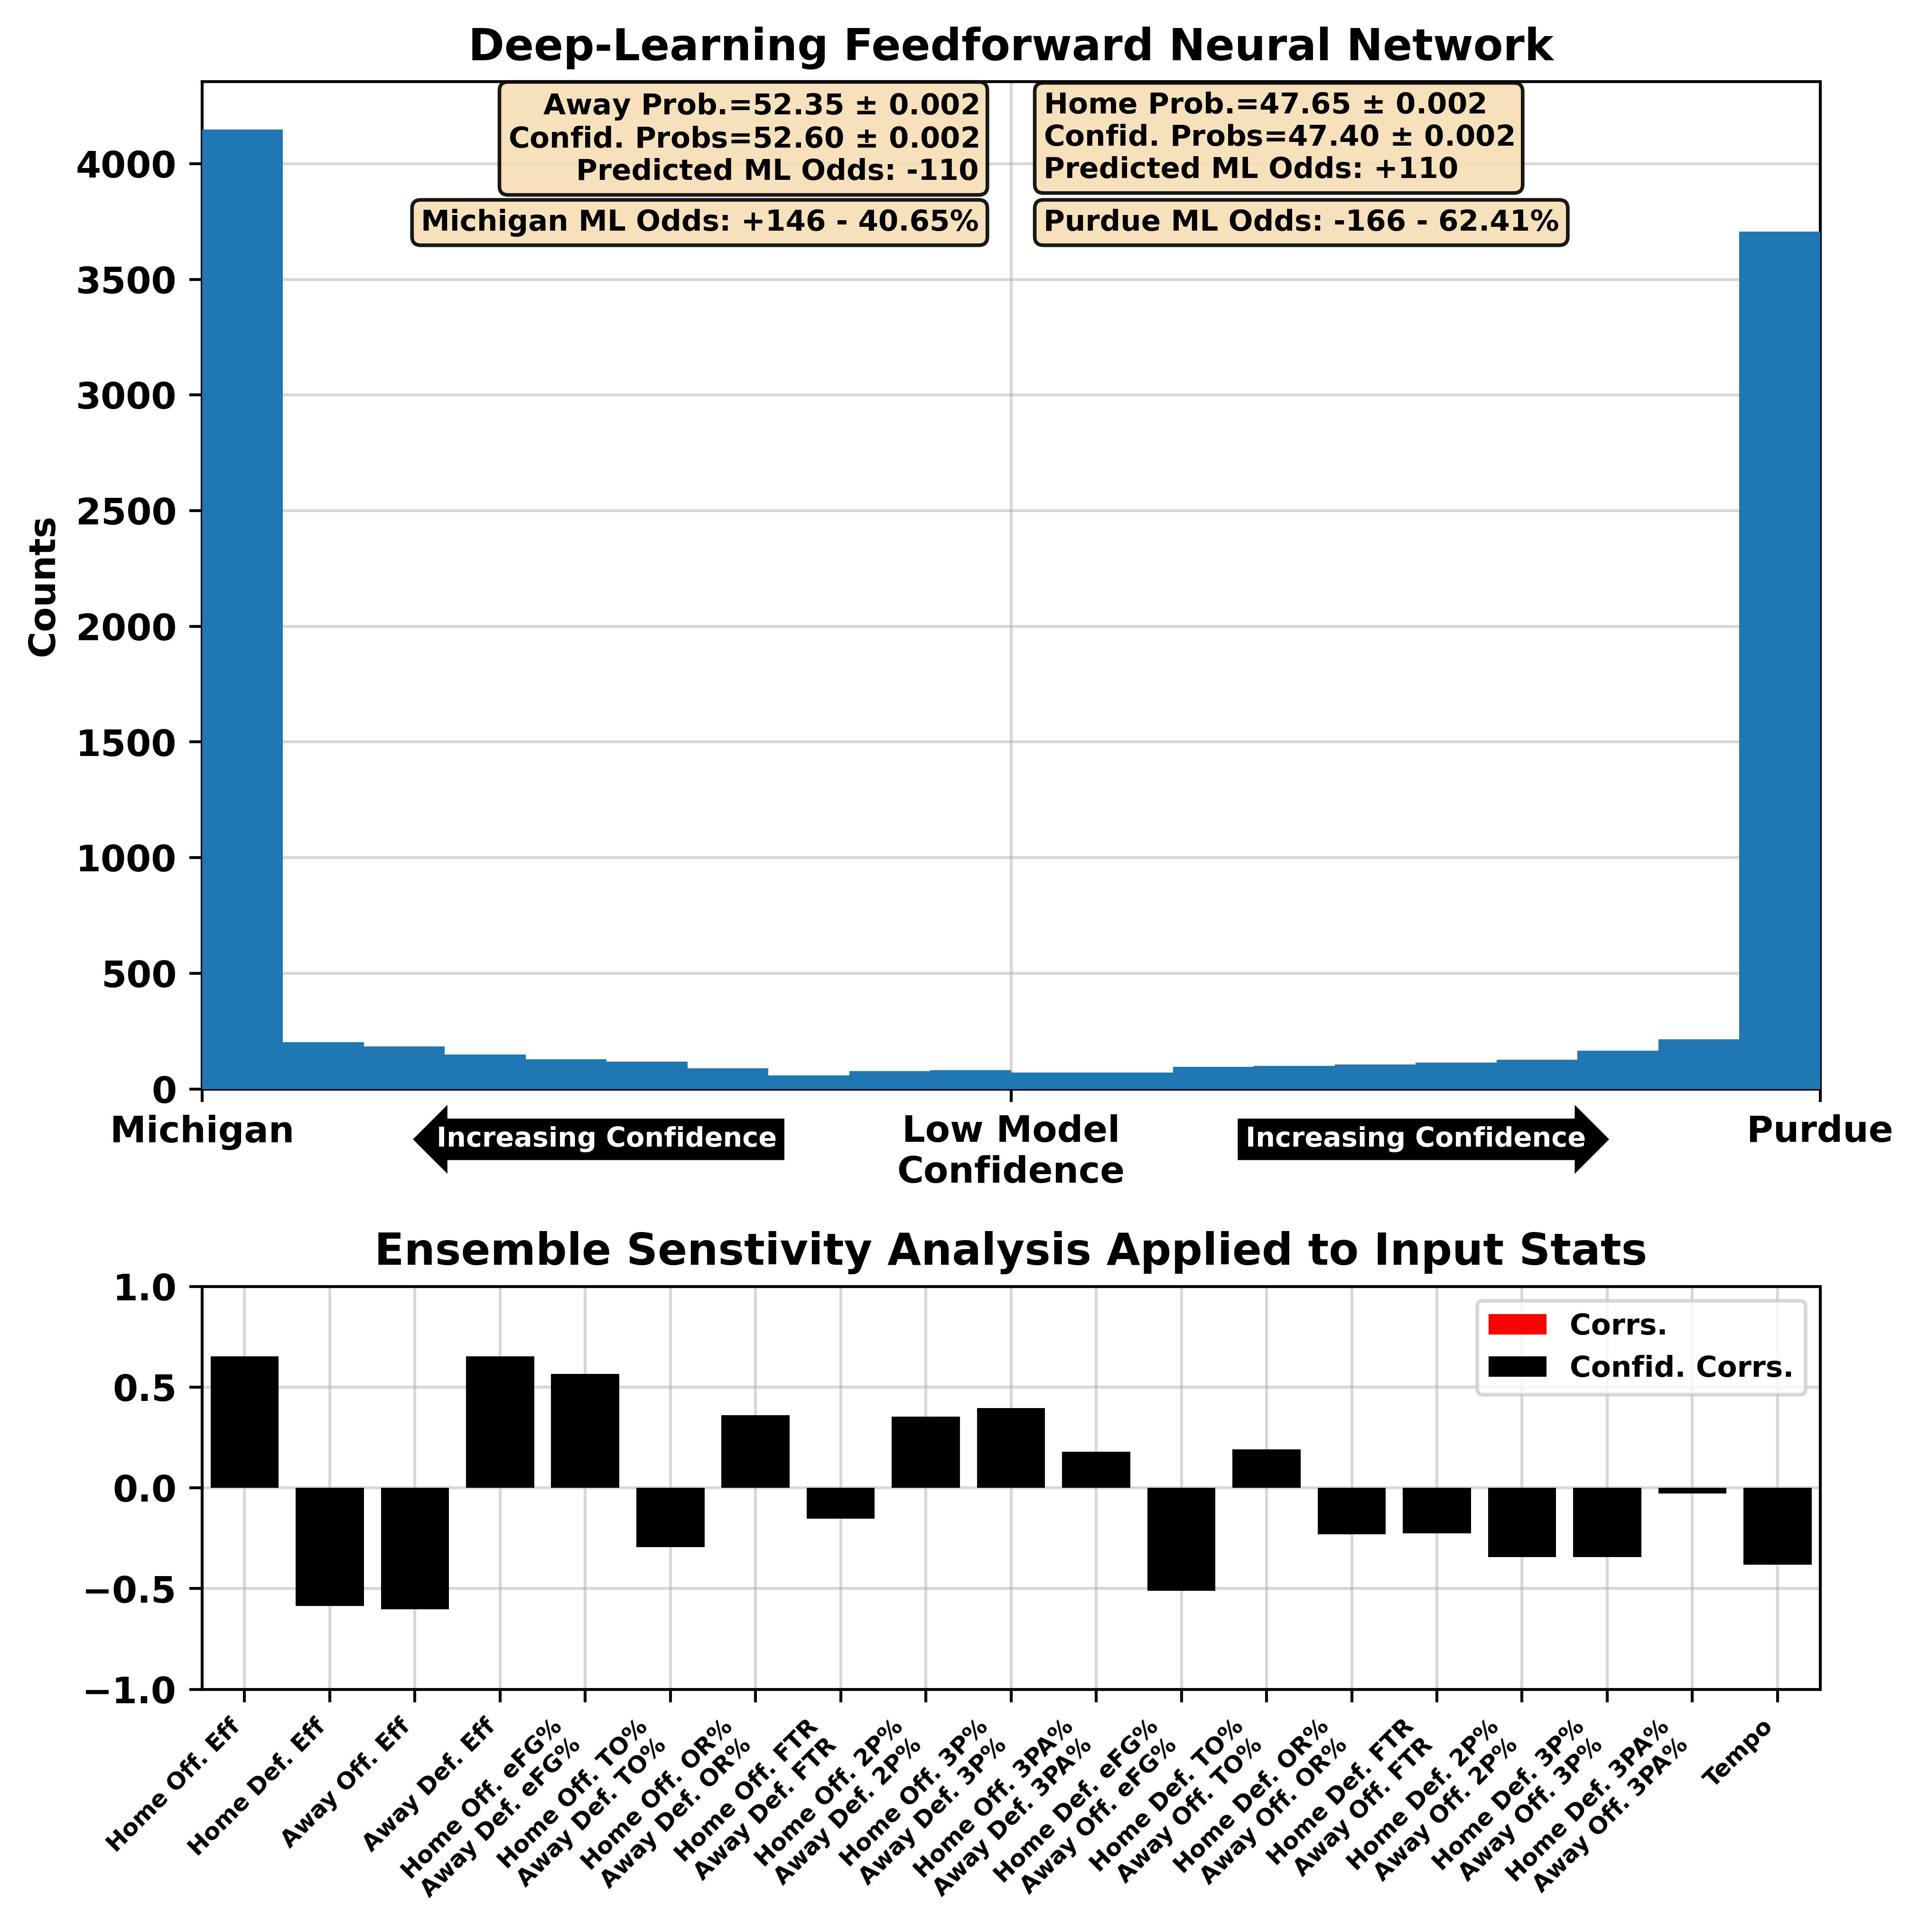 Deep-Learning Feedforward Neural Network
Away Prob.=52.35 ± 0.002
Confid. Probs=52.60 ± 0.002
Predicted ML Odds: -110
Home Prob.=47.65 ± 0.002
Confid. Probs=47.40 ± 0.002
Predicted ML Odds: +110
Michigan ML Odds: +146 - 40.65%
Purdue ML Odds: -166 - 62.41%
Counts
4000
3500
3000
2500
2000
1500
1000
500
0
Michigan
Increasing Confidence
Low Model
Confidence
Increasing Confidence
Purdue
Ensemble Senstivity Analysis Applied to Input Stats
1.0
0.5
0.0
−0.5
−1.0
Corrs.
Confid. Corrs.
Home Off. Eff
Home Def. Eff
Away Off. Eff
Away Def. Eff
Home Off. eFG%
Away Def. eFG%
Home Off. TO%
Away Def. TO%
Home Off. OR%
Away Def. OR%
Home Off. FTR
Away Def. FTR
Home Off. 2P%
Away Def. 2P%
Home Off. 3P%
Away Def. 3P%
Home Off. 3PA%
Away Def. 3PA%
Home Def. eFG%
Away Off. eFG%
Home Def. TO%
Away Off. TO%
Home Def. OR%
Away Off. OR%
Home Def. FTR
Away Off. FTR
Home Def. 2P%
Away Off. 2P%
Home Def. 3P%
Away Off. 3P%
Home Def. 3PA%
Away Off. 3PA%
Tempo